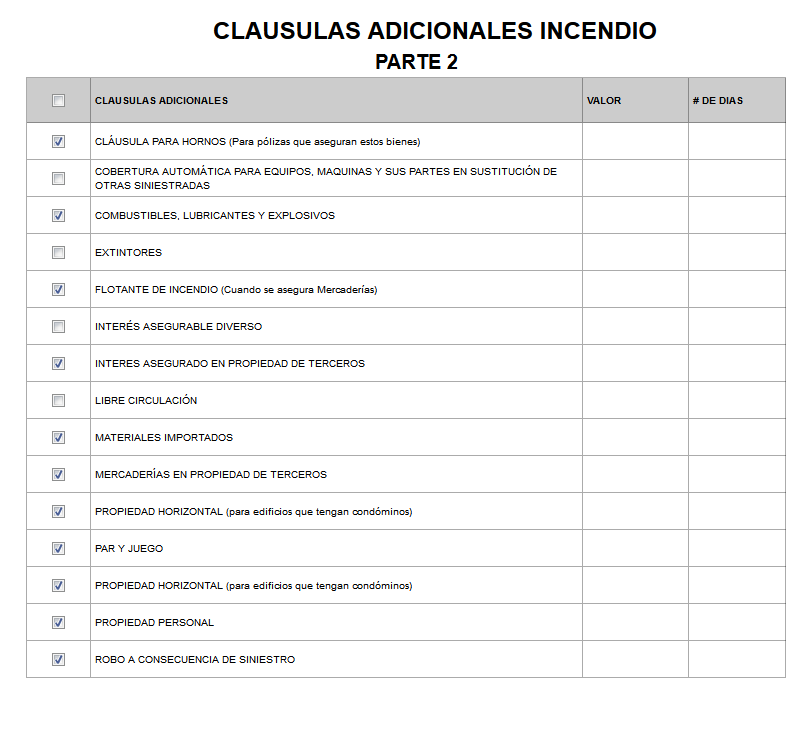 CLAUSULAS ADICIONALES INCENDIO
PARTE 2
CLAUSULAS ADICIONALES VALOR # DE DIAS
CLÁUSULA PARA HORNOS (Para pólizas que aseguran estos bienes)
COBERTURA AUTOMÁTICA PARA EQUIPOS, MAQUINAS Y SUS PARTES EN SUSTITUCIÓN DE
OTRAS SINIESTRADAS
COMBUSTIBLES, LUBRICANTES Y EXPLOSIVOS
EXTINTORES
FLOTANTE DE INCENDIO (Cuando se asegura Mercaderías)
INTERÉS ASEGURABLE DIVERSO
INTERES ASEGURADO EN PROPIEDAD DE TERCEROS
LIBRE CIRCULACIÓN
MATERIALES IMPORTADOS
MERCADERÍAS EN PROPIEDAD DE TERCEROS
PROPIEDAD HORIZONTAL (para edificios que tengan condóminos)
PAR Y JUEGO
PROPIEDAD HORIZONTAL (para edificios que tengan condóminos)
PROPIEDAD PERSONAL
ROBO A CONSECUENCIA DE SINIESTRO